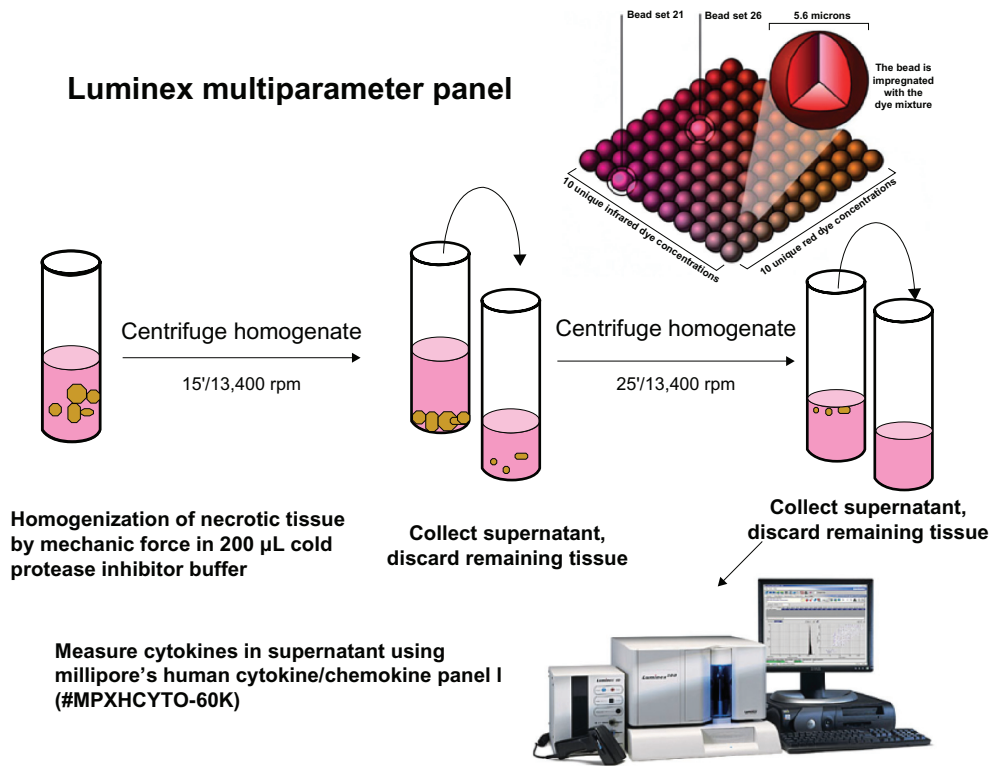 Bead set 21
Bead set 26
5.6 microns
Luminex multiparameter panel
The bead is
impregnated
with the
dye mixture
10 unique infrared dye concentrations
10 unique red dye concentrations
Centrifuge homogenate
15'/13,400 rpm
Centrifuge homogenate
25'/13,400 rpm
Homogenization of necrotic tissue
by mechanic force in 200 µL cold
protease inhibitor buffer
Collect supernatant,
discard remaining tissue
Collect supernatant,
discard remaining tissue
Measure cytokines in supernatant using
millipore's human cytokine/chemokine panel I
(#MPXHCYTO-60K)
Luminex
Luminex 100